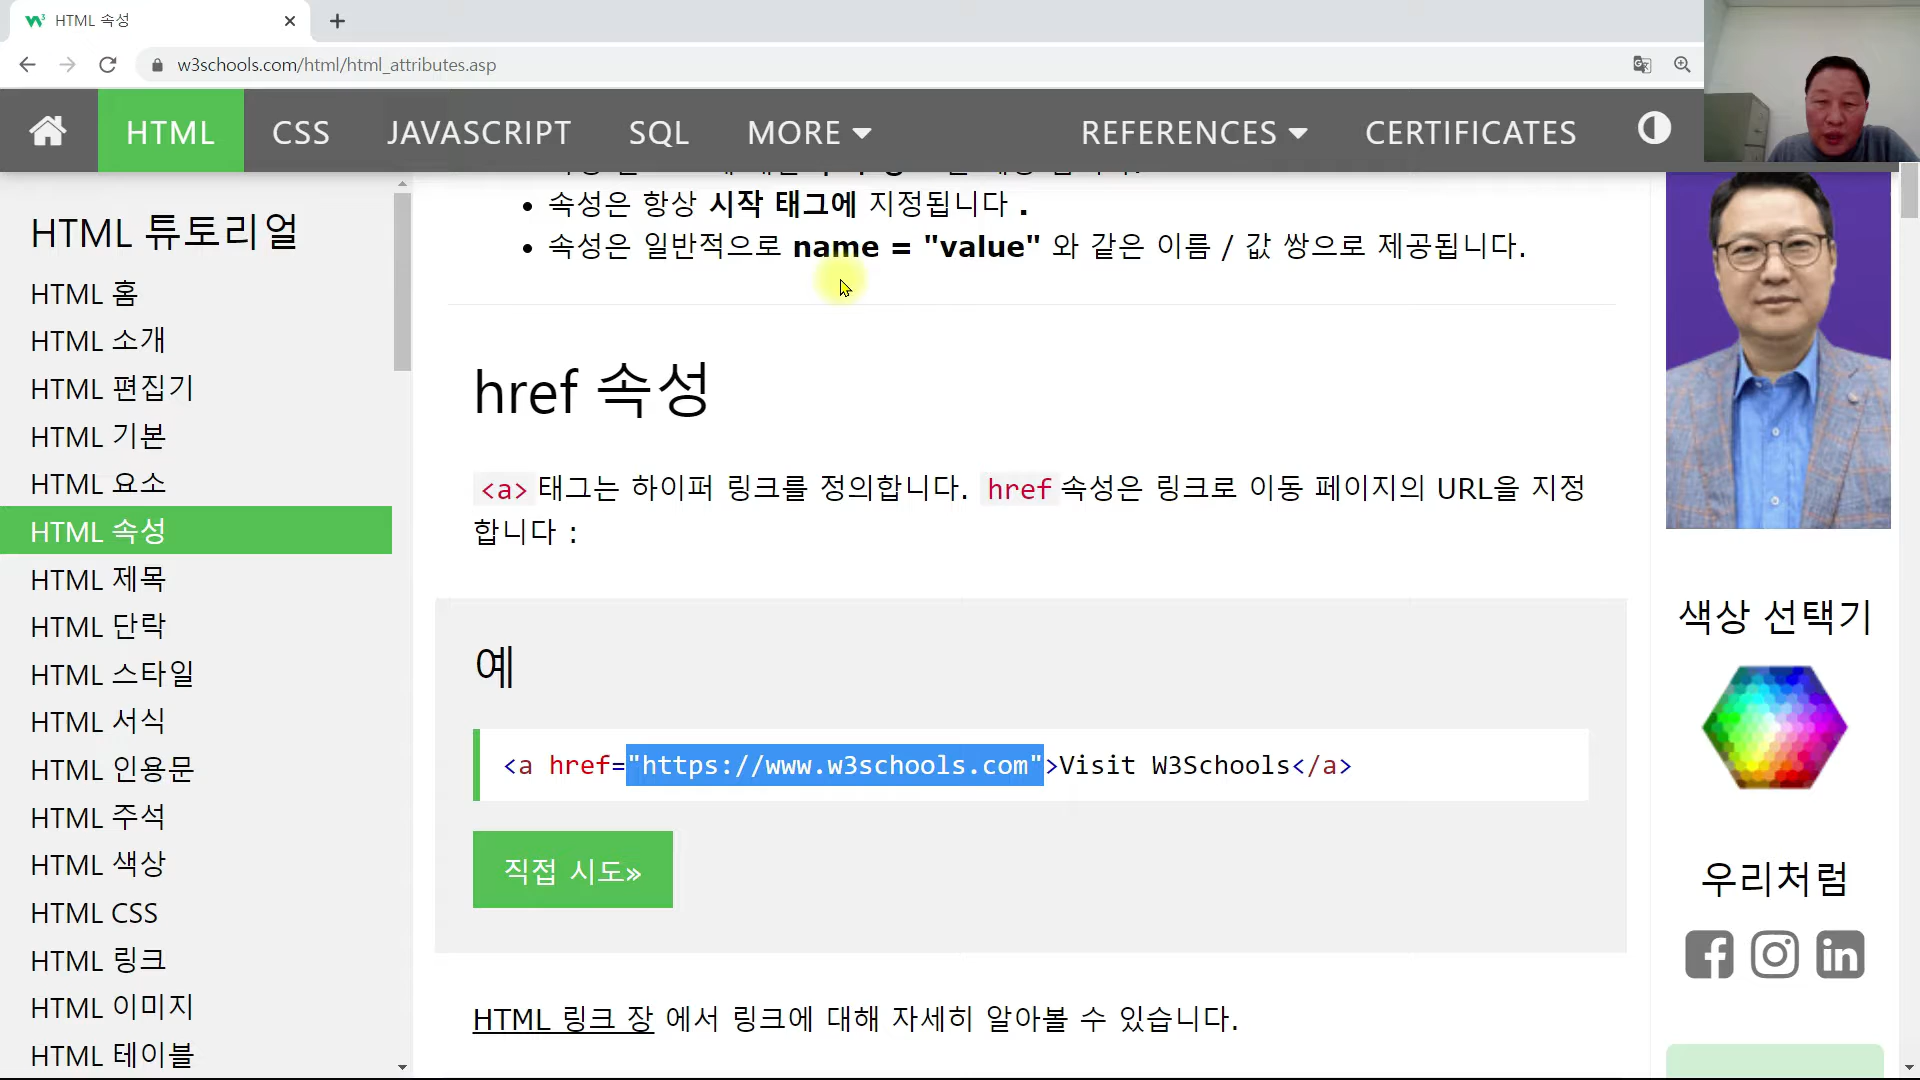 HTML 속성
w3schools.com/html/html_attributes.asp
HTML
CSS
JAVASCRIPT
SQL
MORE
REFERENCES
CERTIFICATES
HTML 튜토리얼
HTML 홈
HTML 소개
HTML 편집기
HTML 기본
HTML 요소
HTML 속성
HTML 제목
HTML 단락
HTML 스타일
HTML 서식
HTML 인용문
HTML 주석
HTML 색상
HTML CSS
HTML 링크
HTML 이미지
HTML 테이블
속성은 항상 시작 태그에 지정됩니다 .
속성은 일반적으로 name = "value" 와 같은 이름 / 값 쌍으로 제공됩니다.
href 속성
<a>태그는 하이퍼 링크를 정의합니다. href속성은 링크로 이동 페이지의 URL을 지정
합니다 :
예
<a href="https://www.w3schools.com">Visit W3Schools</a>
직접 시도»
HTML 링크 장 에서 링크에 대해 자세히 알아볼 수 있습니다.
색상 선택기
우리처럼